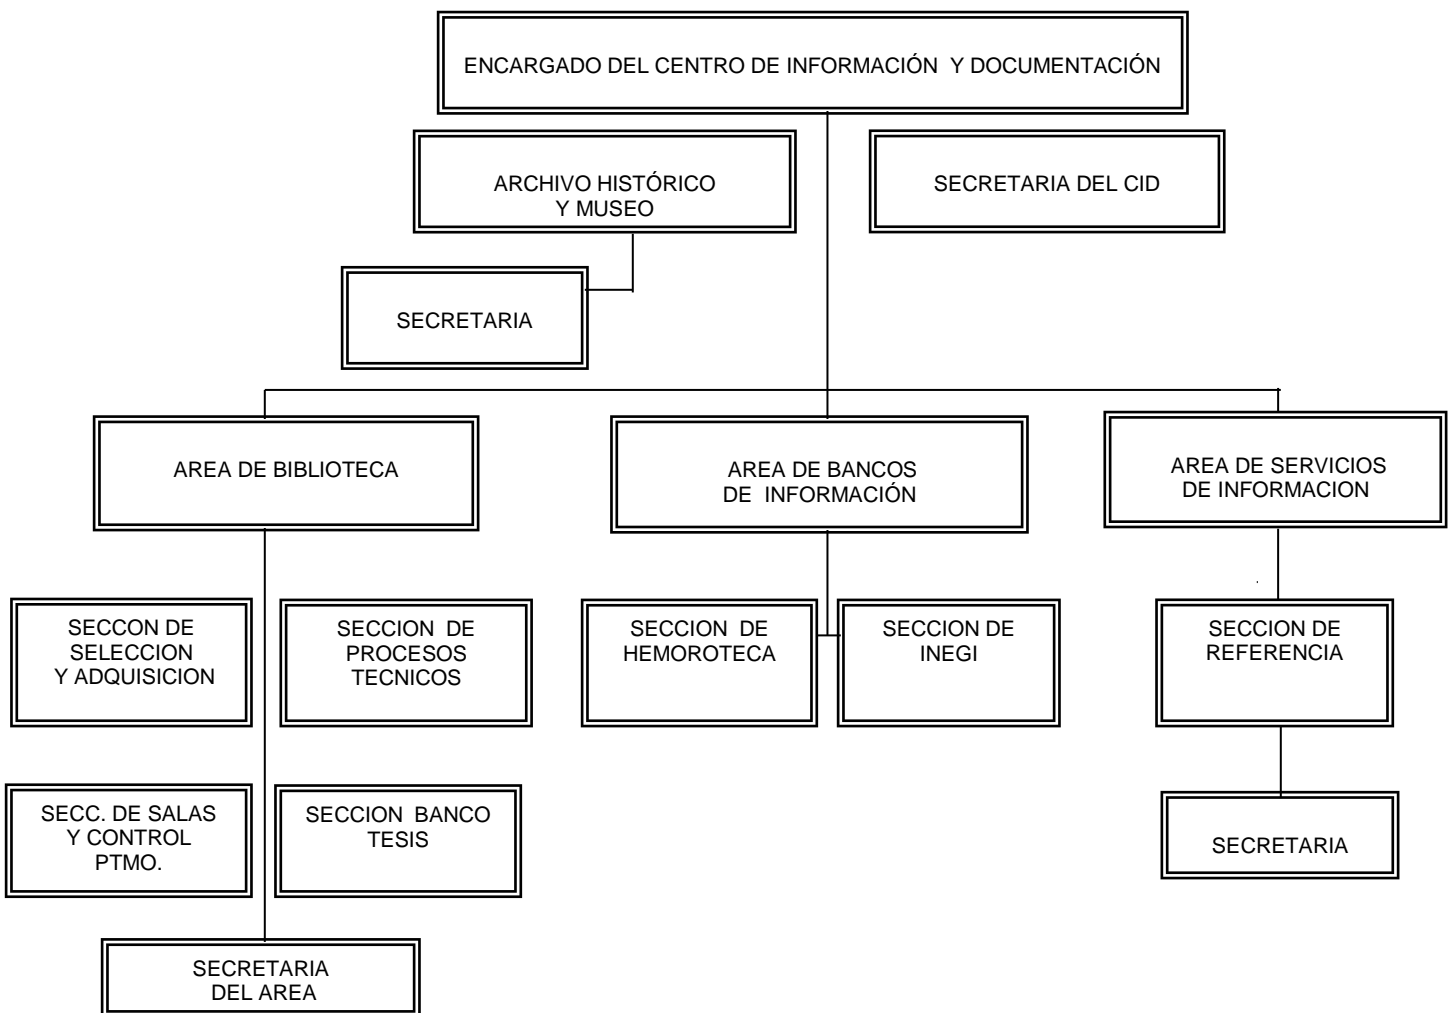 ENCARGADO DEL CENTRO DE INFORMACIÓN Y DOCUMENTACIÓN
ARCHIVO HISTÓRICO
Y MUSEO
SECRETARIA DEL CID
SECRETARIA
AREA DE BIBLIOTECA
AREA DE BANCOS
DE INFORMACIÓN
AREA DE SERVICIOS
DE INFORMACION
SECCON DE
SELECCION
Y ADQUISICION
SECCION DE
PROCESOS
TECNICOS
SECCION DE
HEMOROTECA
SECCION DE
INEGI
SECCION DE
REFERENCIA
SECC. DE SALAS
Y CONTROL
PTMO.
SECCION BANCO
TESIS
SECRETARIA
SECRETARIA
DEL AREA